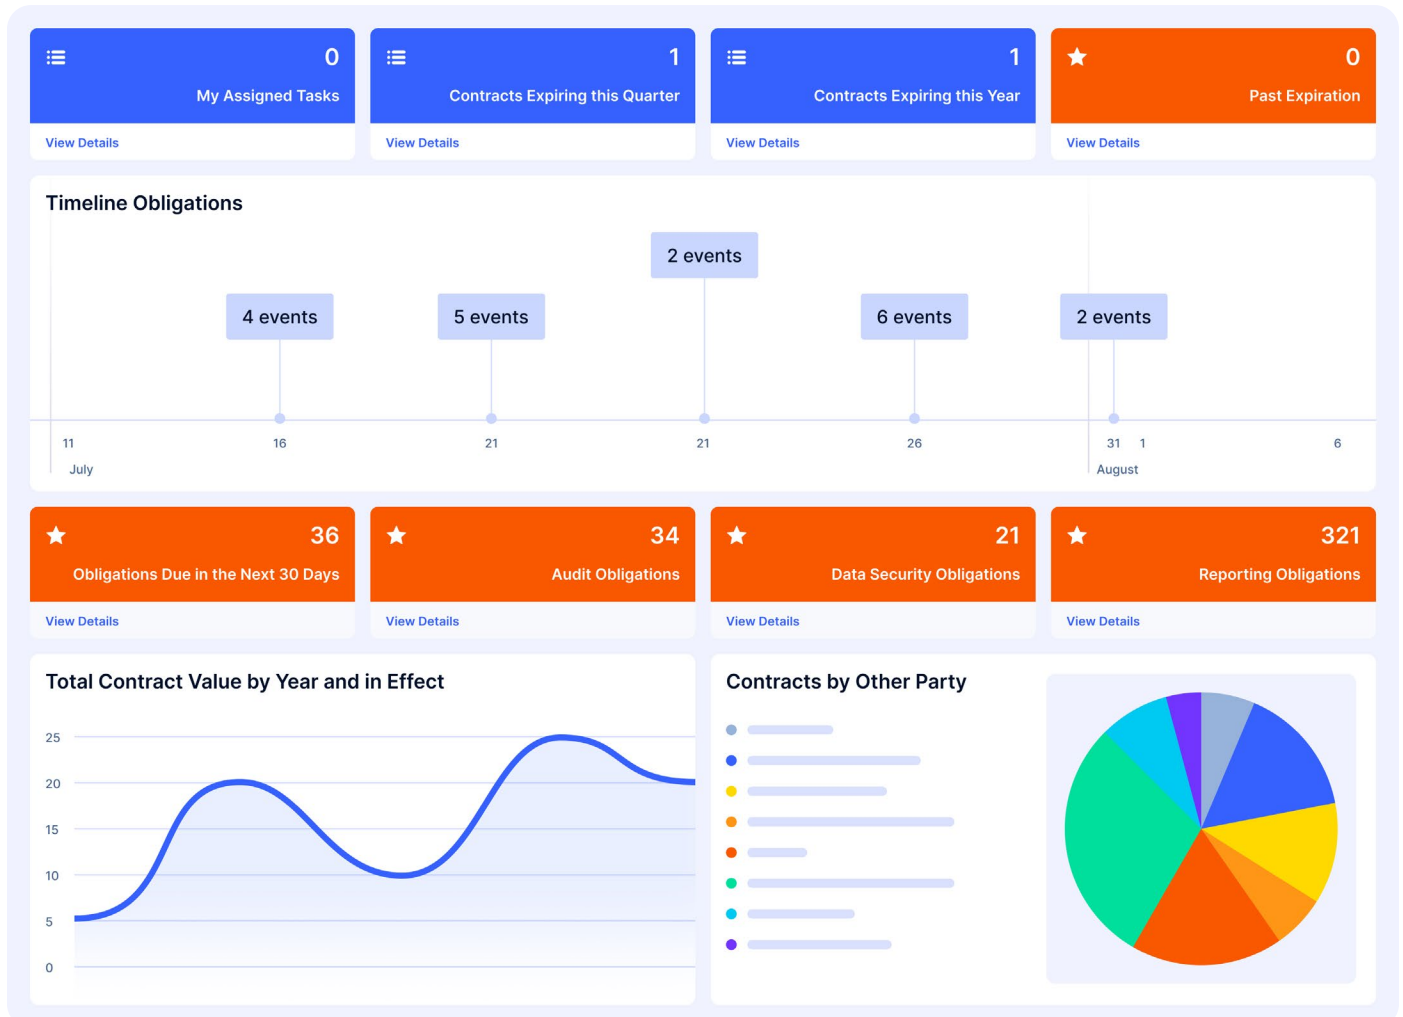 0
My Assigned Tasks
View Details
1
Contracts Expiring this Quarter
View Details
1
Contracts Expiring this Year
View Details
0
Past Expiration
View Details
Timeline Obligations
2 events
4 events
5 events
6 events
2 events
11
16
21
21
26
31
1
6
July
August
36
Obligations Due in the Next 30 Days
View Details
34
Audit Obligations
View Details
21
Data Security Obligations
View Details
321
Reporting Obligations
View Details
Total Contract Value by Year and in Effect
25
20
15
10
5
0
Contracts by Other Party